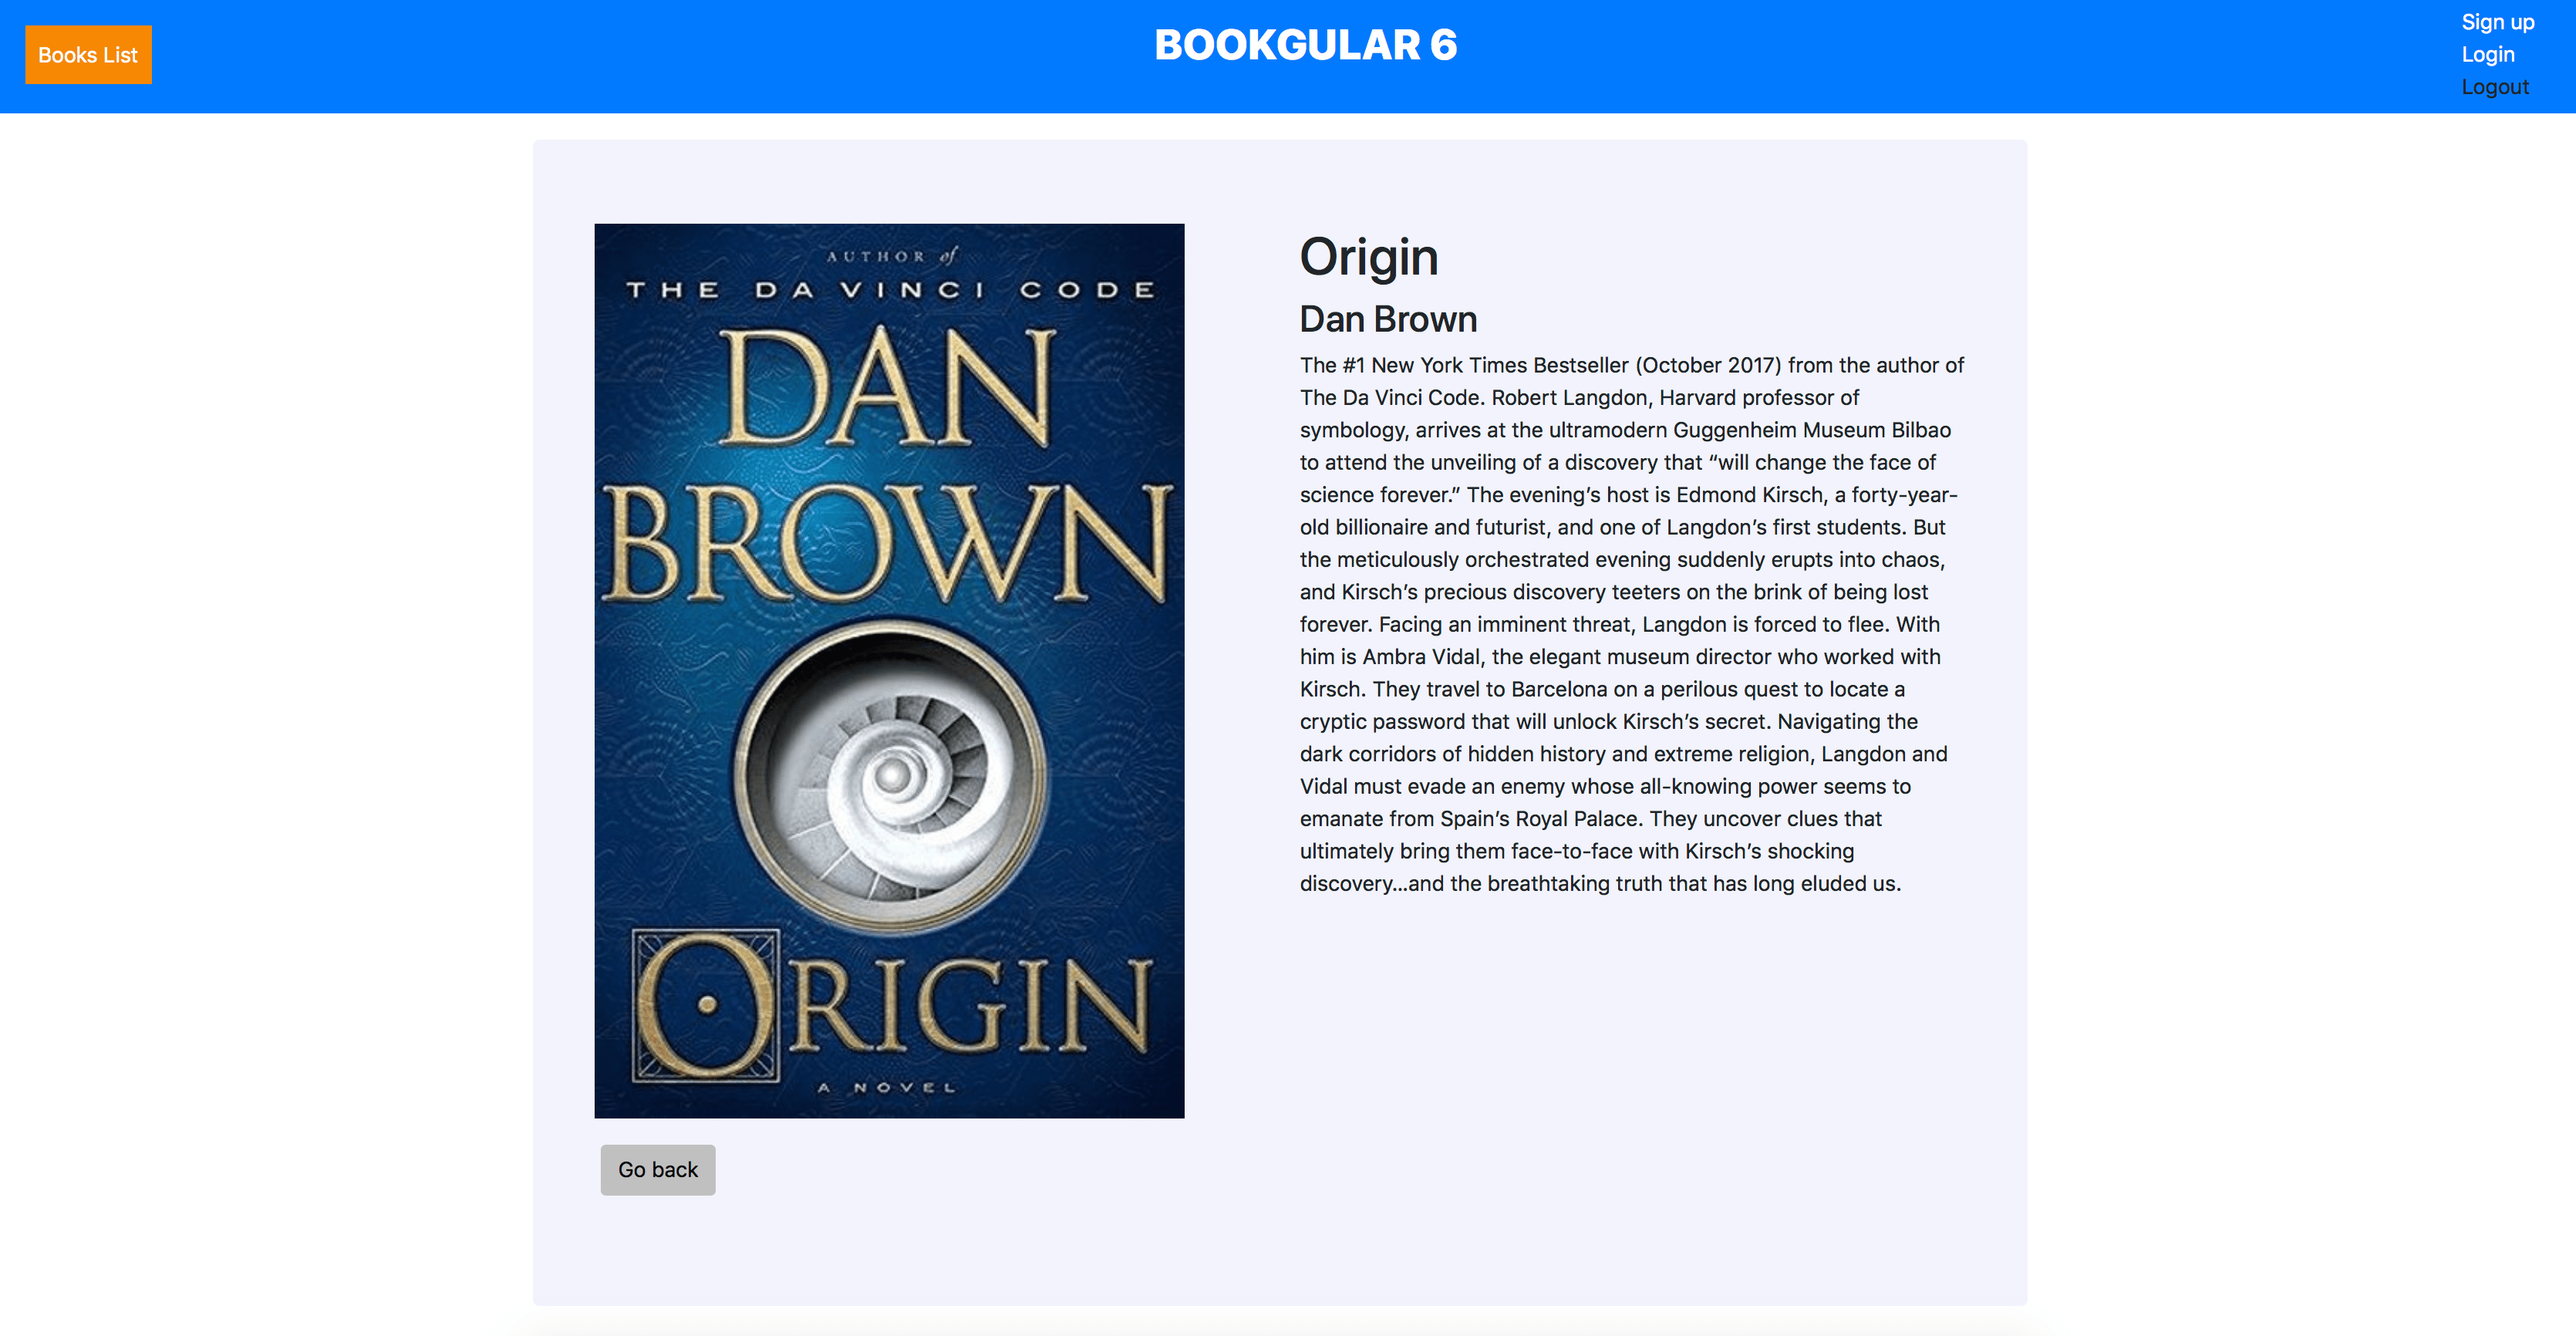 Books List
BOOKGULAR 6
Sign up
Login
Logout
AUTHOR of
THE DA VINCI CODE
DAN
BROWN
ORIGIN
A NOVEL
Origin
Dan Brown
The #1 New York Times Bestseller (October 2017) from the author of
The Da Vinci Code. Robert Langdon, Harvard professor of
symbology, arrives at the ultramodern Guggenheim Museum Bilbao
to attend the unveiling of a discovery that “will change the face of
science forever.” The evening’s host is Edmond Kirsch, a forty-year-
old billionaire and futurist, and one of Langdon’s first students. But
the meticulously orchestrated evening suddenly erupts into chaos,
and Kirsch’s precious discovery teeters on the brink of being lost
forever. Facing an imminent threat, Langdon is forced to flee. With
him is Ambra Vidal, the elegant museum director who worked with
Kirsch. They travel to Barcelona on a perilous quest to locate a
cryptic password that will unlock Kirsch’s secret. Navigating the
dark corridors of hidden history and extreme religion, Langdon and
Vidal must evade an enemy whose all-knowing power seems to
emanate from Spain’s Royal Palace. They uncover clues that
ultimately bring them face-to-face with Kirsch’s shocking
discovery…and the breathtaking truth that has long eluded us.
Go back